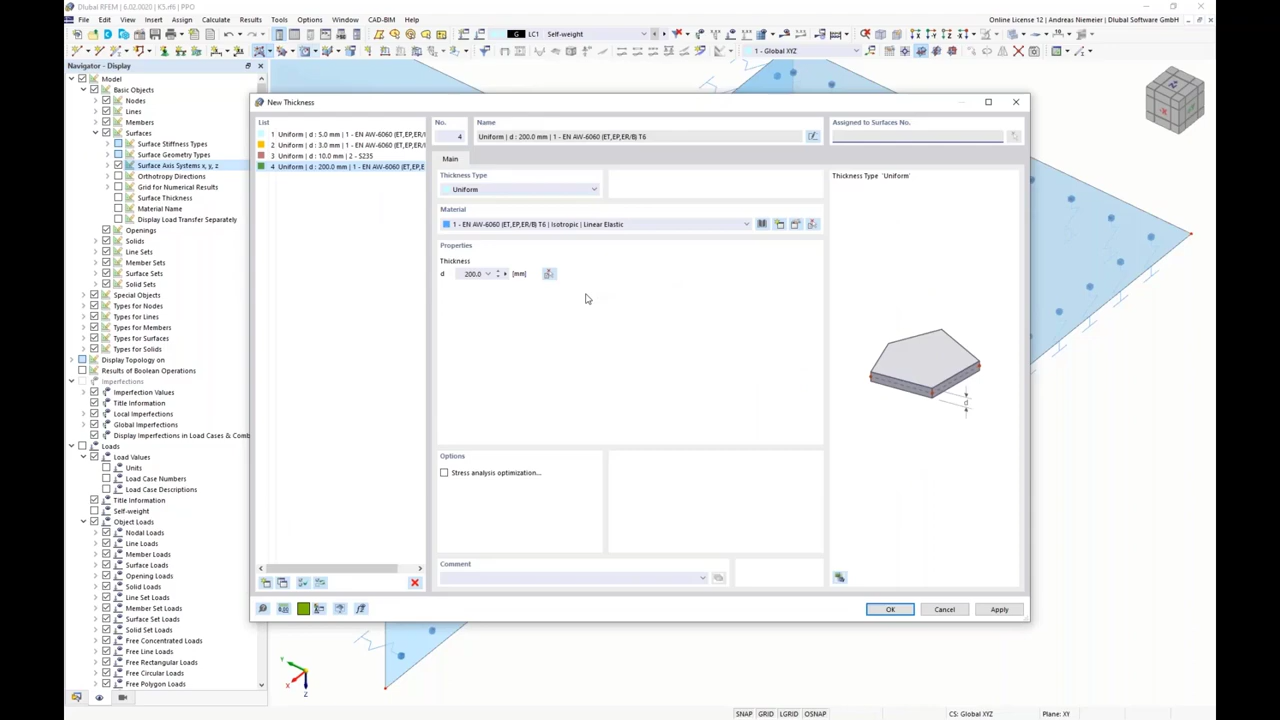 Dlubal RFEM | 6.02.0020 | KS.rf6 | PPO
File Edit View Insert Assign Calculate Results Tools Options Window CAD-BIM Help
Online License 12 | Andreas Niemeier | Dlubal Software GmbH
G LC1 Self-weight
1 - Global XYZ
Navigator - Display
Model
Basic Objects
Nodes
Lines
Members
Surfaces
Surface Stiffness Types
Surface Geometry Types
Surface Axis Systems x, y, z
Orthotropy Directions
Grid for Numerical Results
Surface Thickness
Material Name
Display Load Transfer Separately
Openings
Solids
Line Sets
Member Sets
Surface Sets
Solid Sets
Special Objects
Types for Nodes
Types for Lines
Types for Members
Types for Surfaces
Types for Solids
Display Topology on
Results of Boolean Operations
Imperfections
Imperfection Values
Title Information
Local Imperfections
Global Imperfections
Display Imperfections in Load Cases & Comb
Loads
Load Values
Units
Load Case Numbers
Load Case Descriptions
Title Information
Self-weight
Object Loads
Nodal Loads
Line Loads
Member Loads
Surface Loads
Opening Loads
Solid Loads
Line Set Loads
Member Set Loads
Surface Set Loads
Solid Set Loads
Free Concentrated Loads
Free Line Loads
Free Rectangular Loads
Free Circular Loads
Free Polygon Loads
New Thickness
List
1 Uniform | d : 5.0 mm | 1 - EN AW-6060 (ET,EP,ER/
2 Uniform | d : 3.0 mm | 1 - EN AW-6060 (ET,EP,ER/
3 Uniform | d : 10.0 mm | 2 - S235
4 Uniform | d : 200.0 mm | 1 - EN AW-6060 (ET,EP,E
No.
4
Name
Uniform | d : 200.0 mm | 1 - EN AW-6060 (ET,EP,ER/B) T6
Assigned to Surfaces No.
Main
Thickness Type
Uniform
Material
1 - EN AW-6060 (ET,EP,ER/B) T6 | Isotropic | Linear Elastic
Properties
Thickness
d 200.0 [mm]
Options
Stress analysis optimization...
Comment
Thickness Type 'Uniform'
d
OK Cancel Apply
Y
X
Z
SNAP GRID LGRID OSNAP
CS: Global XYZ Plane: XY